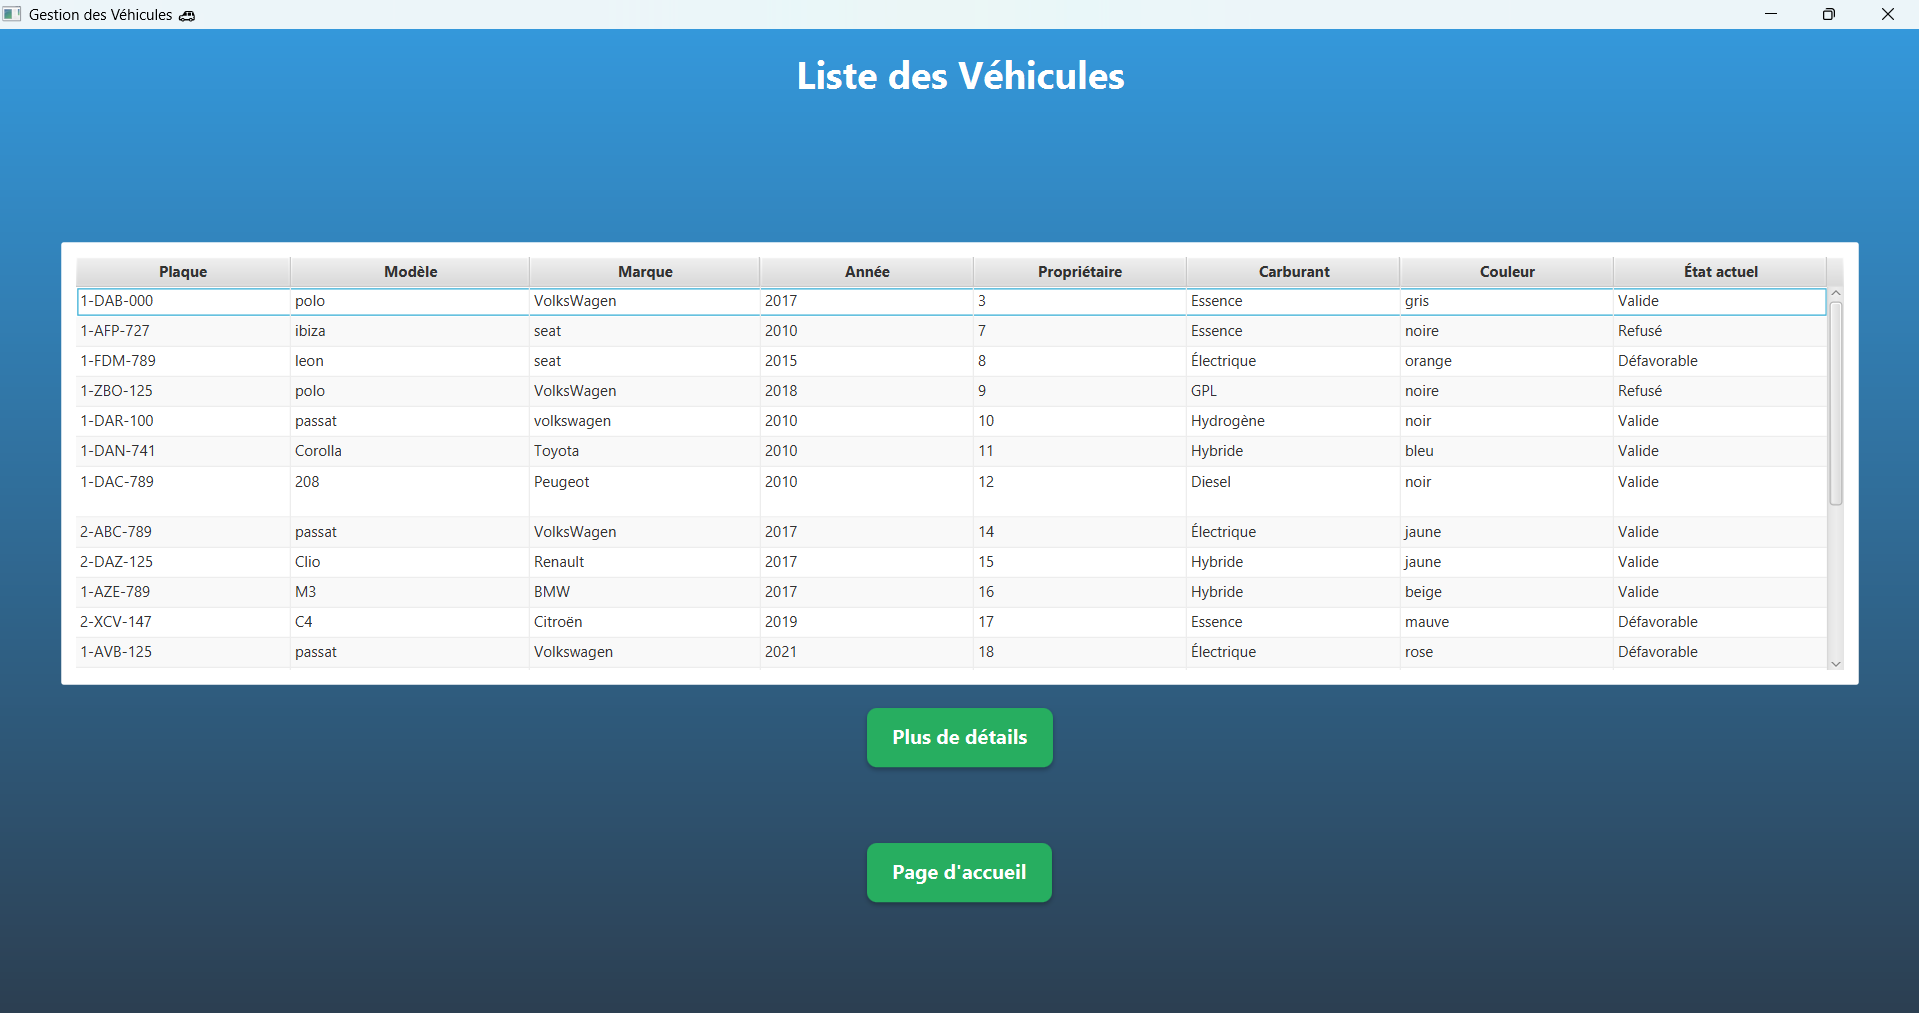 Gestion des Véhicules
Liste des Véhicules
Plaque Modèle Marque Année Propriétaire Carburant Couleur État actuel
1-DAB-000 polo VolksWagen 2017 3 Essence gris Valide
1-AFP-727 ibiza seat 2010 7 Essence noire Refusé
1-FDM-789 leon seat 2015 8 Électrique orange Défavorable
1-ZBO-125 polo VolksWagen 2018 9 GPL noire Refusé
1-DAR-100 passat volkswagen 2010 10 Hydrogène noir Valide
1-DAN-741 Corolla Toyota 2010 11 Hybride bleu Valide
1-DAC-789 208 Peugeot 2010 12 Diesel noir Valide
2-ABC-789 passat VolksWagen 2017 14 Électrique jaune Valide
2-DAZ-125 Clio Renault 2017 15 Hybride jaune Valide
1-AZE-789 M3 BMW 2017 16 Hybride beige Valide
2-XCV-147 C4 Citroën 2019 17 Essence mauve Défavorable
1-AVB-125 passat Volkswagen 2021 18 Électrique rose Défavorable
Plus de détails
Page d'accueil